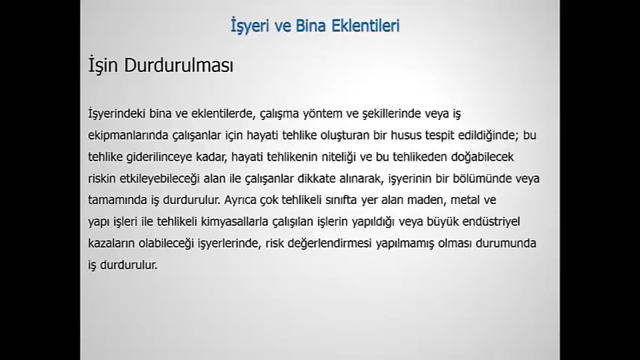 İşyeri ve Bina Eklentileri
İşin Durdurulması
İşyerindeki bina ve eklentilerde, çalışma yöntem ve şekillerinde veya iş
ekipmanlarında çalışanlar için hayati tehlike oluşturan bir husus tespit edildiğinde; bu
tehlike giderilinceye kadar, hayati tehlikenin niteliği ve bu tehlikeden doğabilecek
riskin etkileyebileceği alan ile çalışanlar dikkate alınarak, işyerinin bir bölümünde veya
tamamında iş durdurulur. Ayrıca çok tehlikeli sınıfta yer alan maden, metal ve
yapı işleri ile tehlikeli kimyasallarla çalışılan işlerin yapıldığı veya büyük endüstriyel
kazaların olabileceği işyerlerinde, risk değerlendirmesi yapılmamış olması durumunda
iş durdurulur.